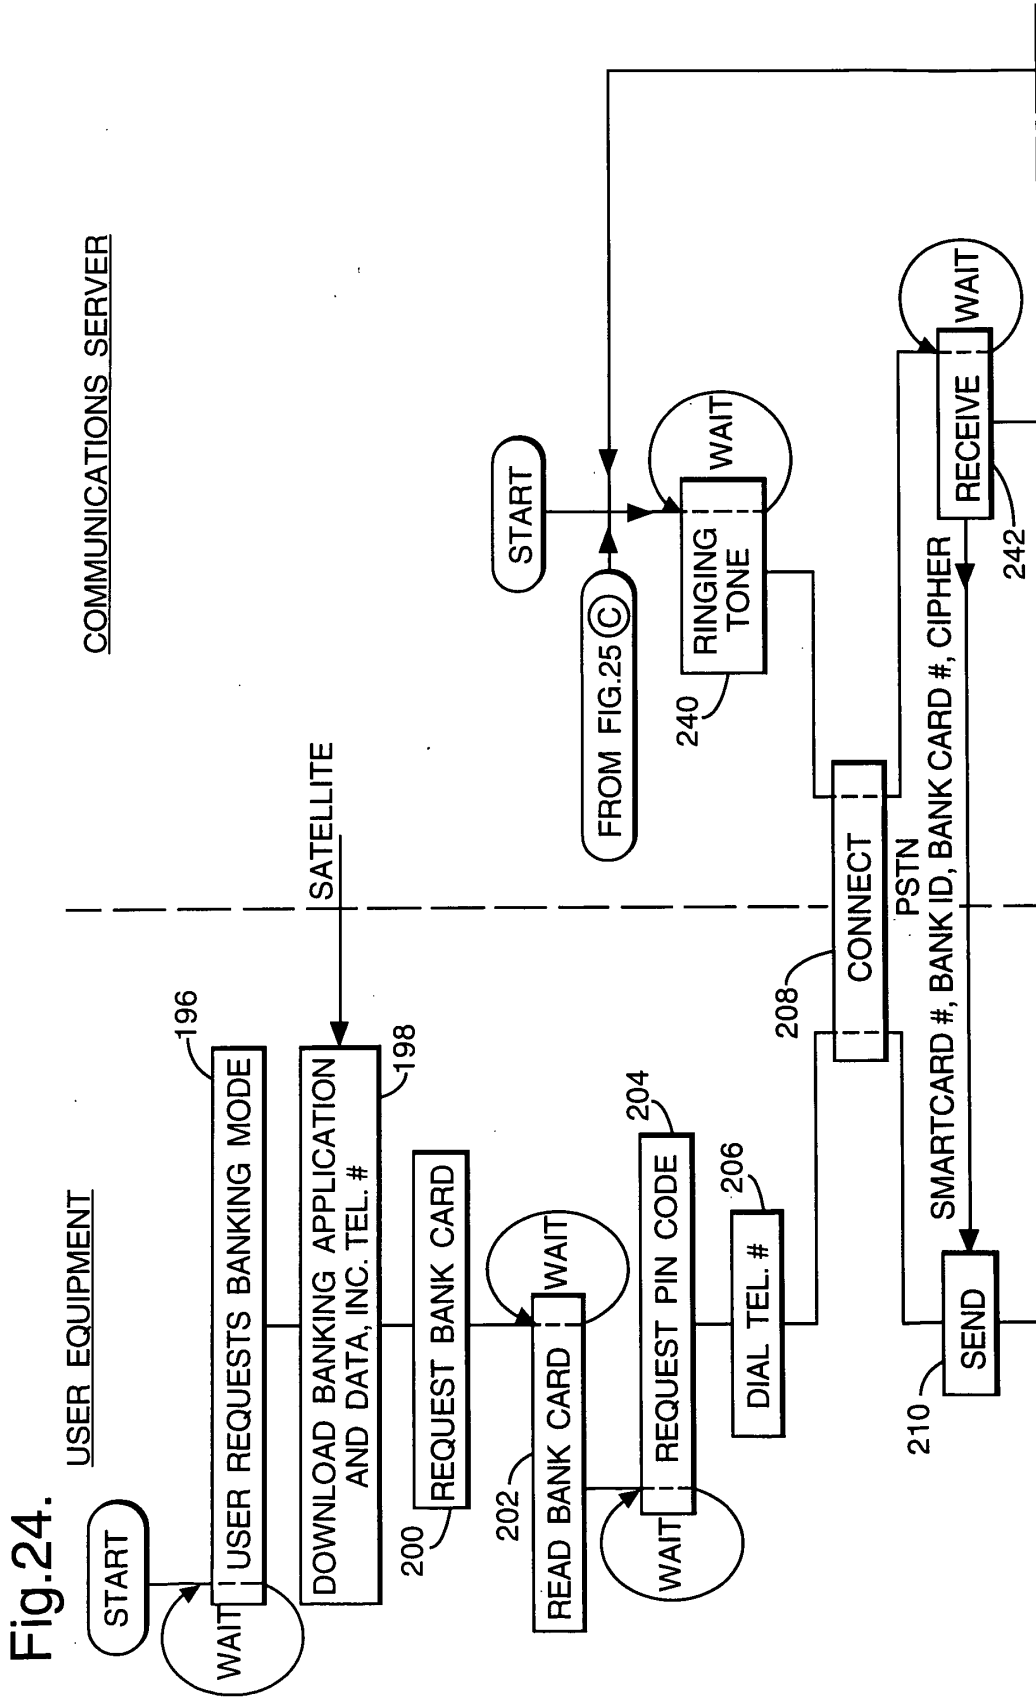 Fig.24.
USER EQUIPMENT
COMMUNICATIONS SERVER
START
WAIT
USER REQUESTS BANKING MODE
196
SATELLITE
DOWNLOAD BANKING APPLICATION
AND DATA, INC. TEL. #
198
REQUEST BANK CARD
200
READ BANK CARD
WAIT
202
REQUEST PIN CODE
WAIT
204
DIAL TEL. #
206
START
FROM FIG.25 C
RINGING
TONE
WAIT
240
CONNECT
208
PSTN
SMARTCARD #, BANK ID, BANK CARD #, CIPHER
SEND
210
RECEIVE
WAIT
242